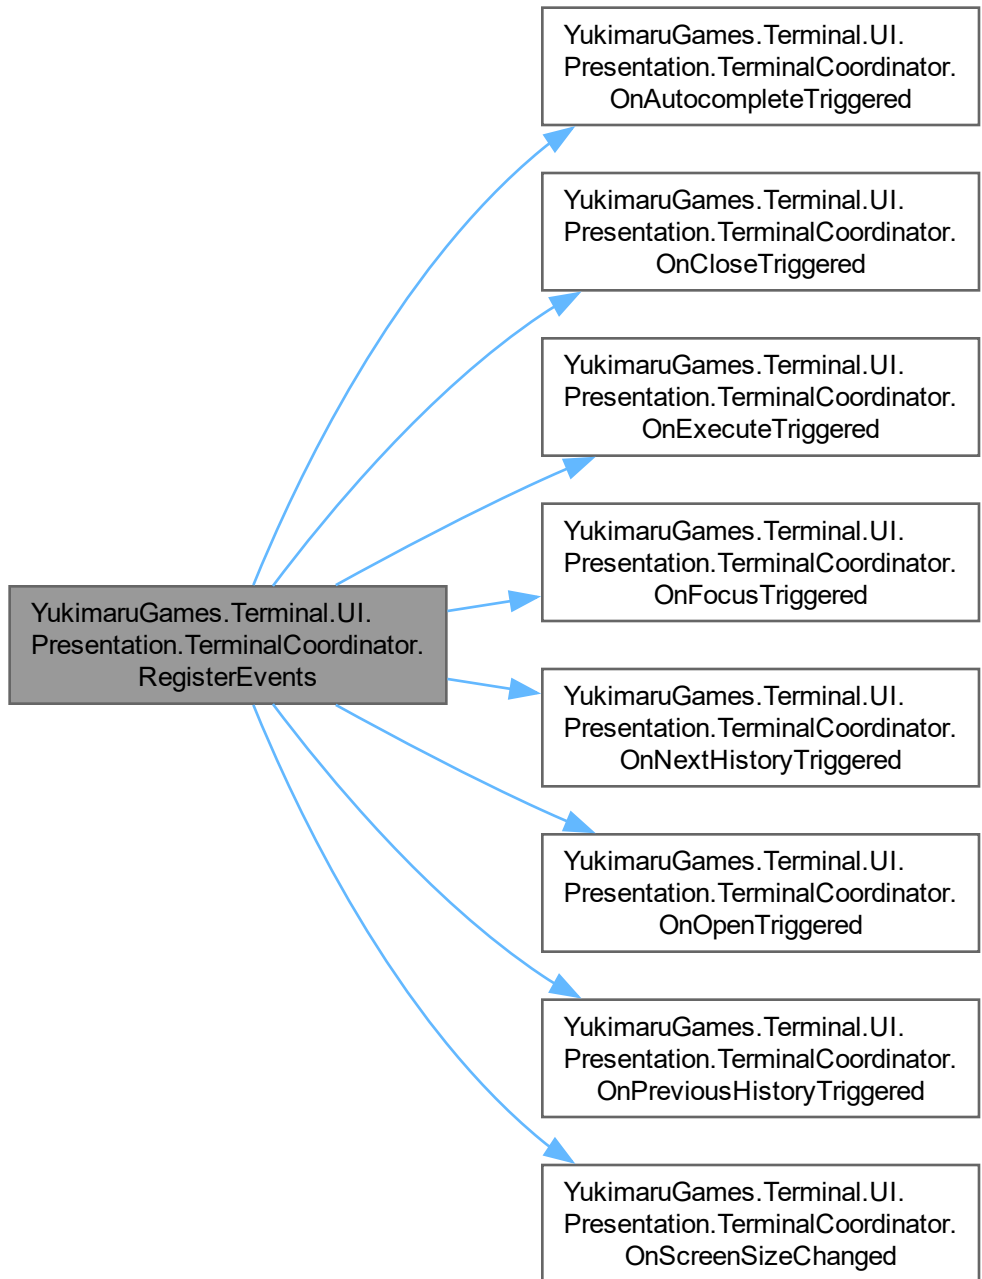 YukimaruGames.Terminal.UI.
Presentation.TerminalCoordinator.
RegisterEvents
YukimaruGames.Terminal.UI.
Presentation.TerminalCoordinator.
OnAutocompleteTriggered
YukimaruGames.Terminal.UI.
Presentation.TerminalCoordinator.
OnCloseTriggered
YukimaruGames.Terminal.UI.
Presentation.TerminalCoordinator.
OnExecuteTriggered
YukimaruGames.Terminal.UI.
Presentation.TerminalCoordinator.
OnFocusTriggered
YukimaruGames.Terminal.UI.
Presentation.TerminalCoordinator.
OnNextHistoryTriggered
YukimaruGames.Terminal.UI.
Presentation.TerminalCoordinator.
OnOpenTriggered
YukimaruGames.Terminal.UI.
Presentation.TerminalCoordinator.
OnPreviousHistoryTriggered
YukimaruGames.Terminal.UI.
Presentation.TerminalCoordinator.
OnScreenSizeChanged